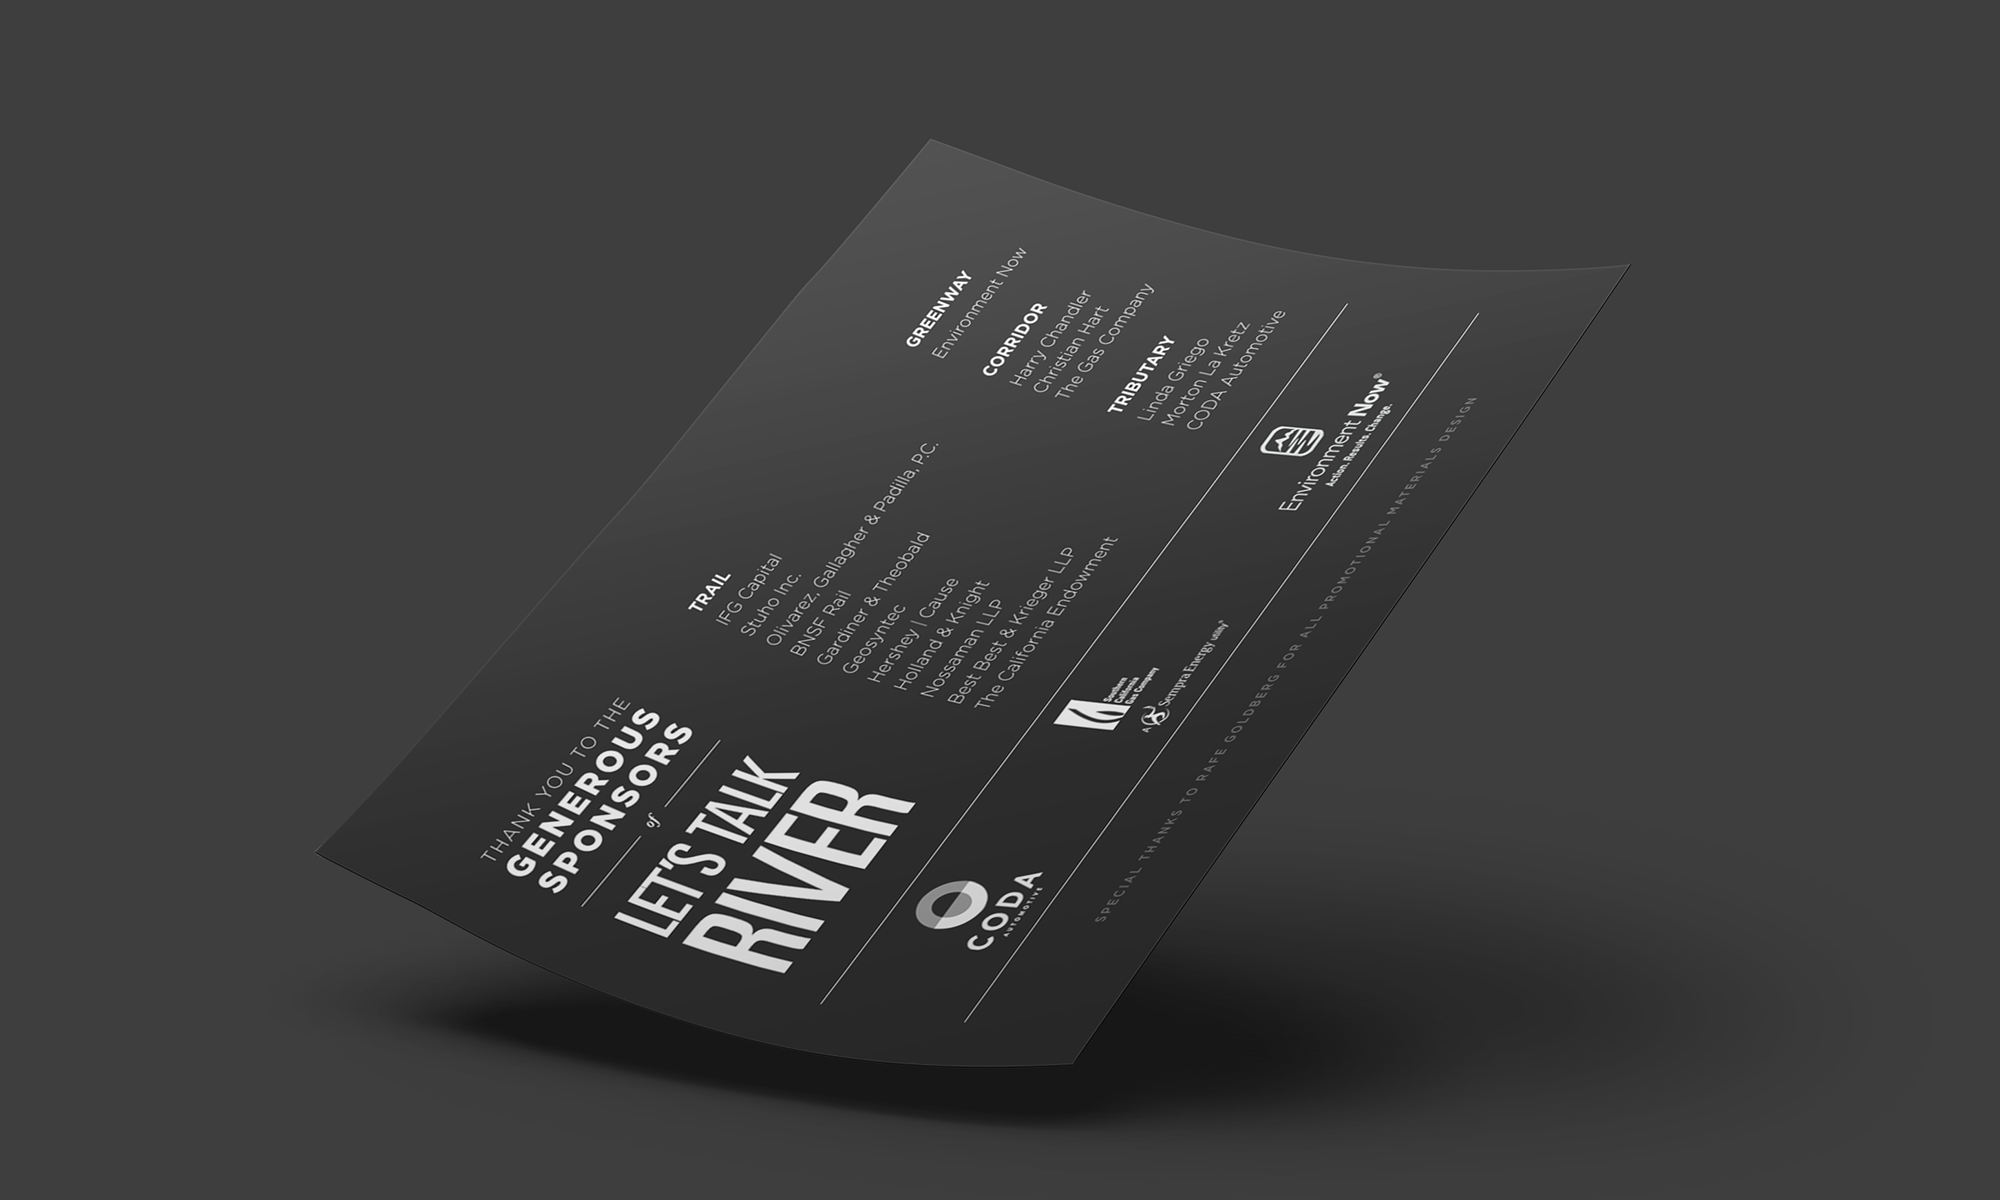 THANK YOU TO THE
GENEROUS
SPONSORS
of
LET'S TALK
RIVER
TRAIL
IFG Capital
Stuho Inc.
Olivarez, Gallagher & Padilla, P.C.
BNSF Rail
Gardiner & Theobald
Geosyntec
Hershey | Cause
Holland & Knight
Nossaman LLP
Best Best & Krieger LLP
The California Endowment
GREENWAY
Environment Now
CORRIDOR
Harry Chandler
Christian Hart
The Gas Company
TRIBUTARY
Linda Griego
Morton La Kretz
CODA Automotive
CODA
AUTOMOTIVE
Southern
California
Gas Company
A Sempra Energy utility®
Environment Now®
Action. Results. Change.
SPECIAL THANKS TO RAFE GOLDBERG FOR ALL PROMOTIONAL MATERIALS DESIGN